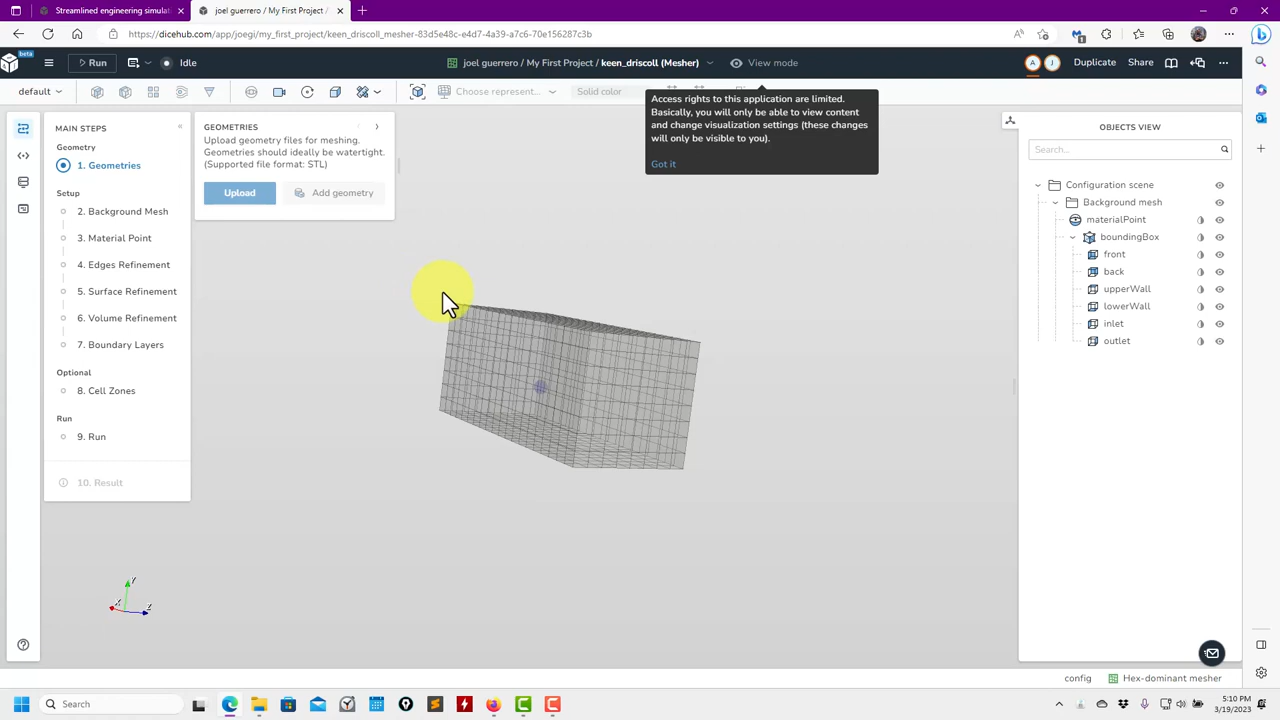 Streamlined engineering simulati
joel guerrero / My First Project /
https://dicehub.com/app/joegi/my_first_project/keen_driscoll_mesher-83d5e48c-e4d7-4a39-a7c6-70e156287c3b
beta
Run
Idle
joel guerrero / My First Project / keen_driscoll (Mesher)
View mode
A
J
Duplicate
Share
default
Choose represent...
Solid color
Access rights to this application are limited.
Basically, you will only be able to view content
and change visualization settings (these changes
will only be visible to you).
Got it
MAIN STEPS
Geometry
1. Geometries
Setup
2. Background Mesh
3. Material Point
4. Edges Refinement
5. Surface Refinement
6. Volume Refinement
7. Boundary Layers
Optional
8. Cell Zones
Run
9. Run
10. Result
GEOMETRIES
Upload geometry files for meshing.
Geometries should ideally be watertight.
(Supported file format: STL)
Upload
Add geometry
OBJECTS VIEW
Search...
Configuration scene
Background mesh
materialPoint
boundingBox
front
back
upperWall
lowerWall
inlet
outlet
Y
X
Z
config
Hex-dominant mesher
Search
5:10 PM
3/19/2023